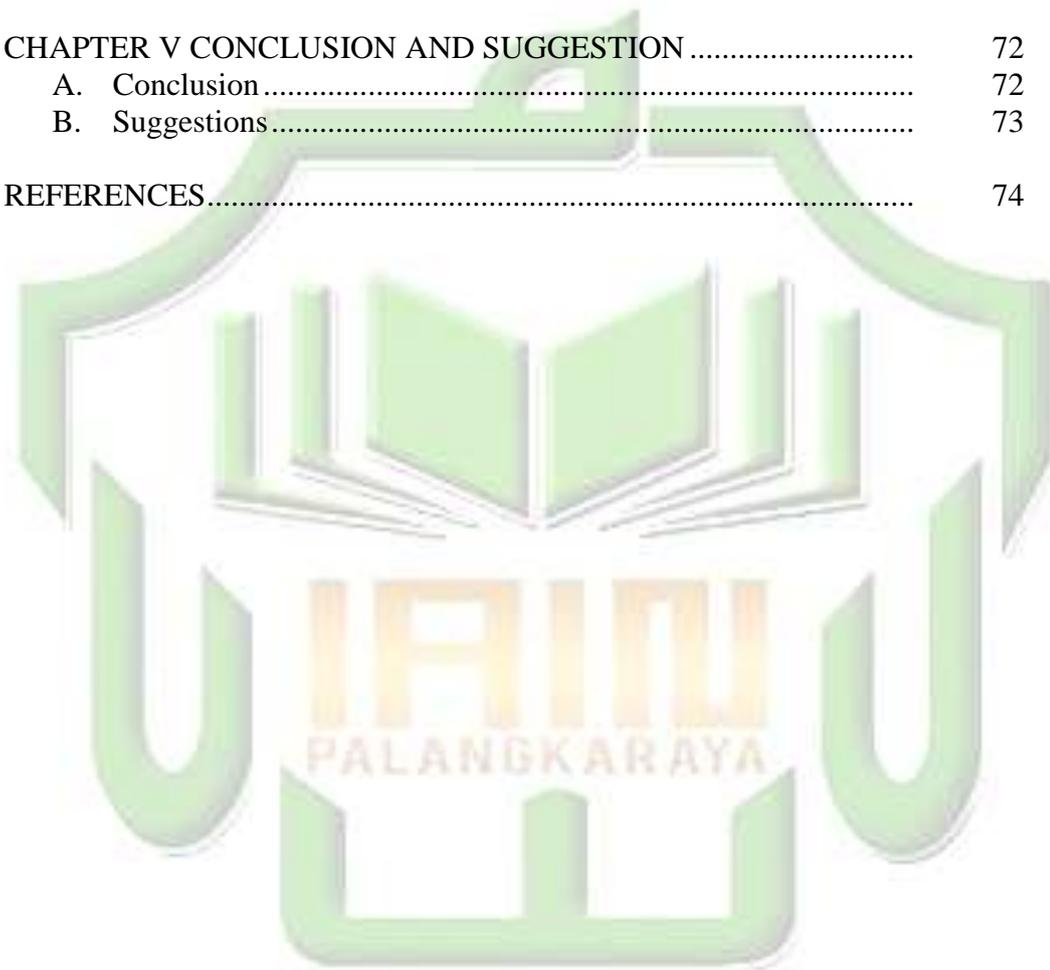 CHAPTER V CONCLUSION AND SUGGESTION ........................... 72
A. Conclusion ............................................................................... 72
B. Suggestions .............................................................................. 73
REFERENCES ...................................................................................... 74
IAIN
PALANGKARAYA